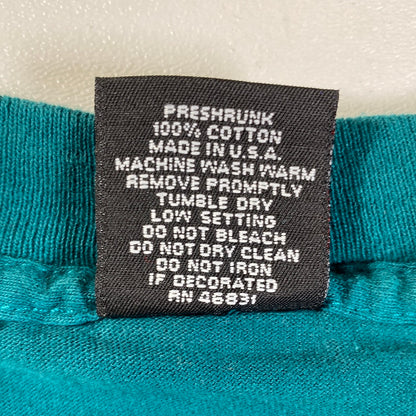 PRESHRUNK
100% COTTON
MADE IN U.S.A.
MACHINE WASH WARM
REMOVE PROMPTLY
TUMBLE DRY
LOW SETTING
DO NOT BLEACH
DO NOT DRY CLEAN
DO NOT IRON
IF DECORATED
RN 46831